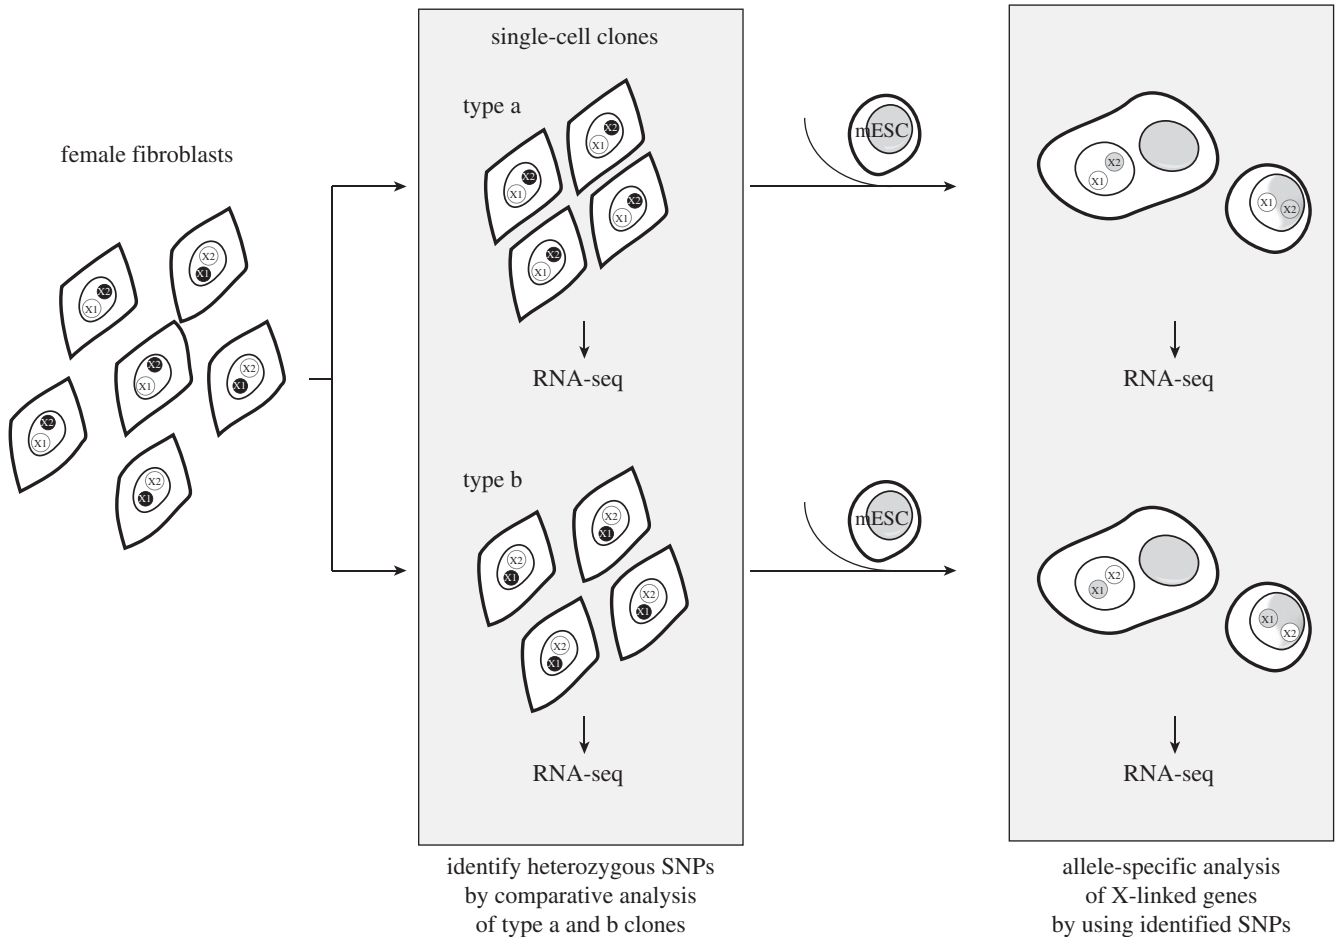 female fibroblasts
X2
X1
X2
X1
X2
X1
X2
X1
X2
X1
X2
X1
single-cell clones
type a
X2
X1
X2
X1
X2
X1
X2
X1
RNA-seq
type b
X2
X1
X2
X1
X2
X1
X2
X1
RNA-seq
identify heterozygous SNPs
by comparative analysis
of type a and b clones
mESC
mESC
X2
X1
X1
X2
RNA-seq
X2
X1
X1
X2
RNA-seq
allele-specific analysis
of X-linked genes
by using identified SNPs